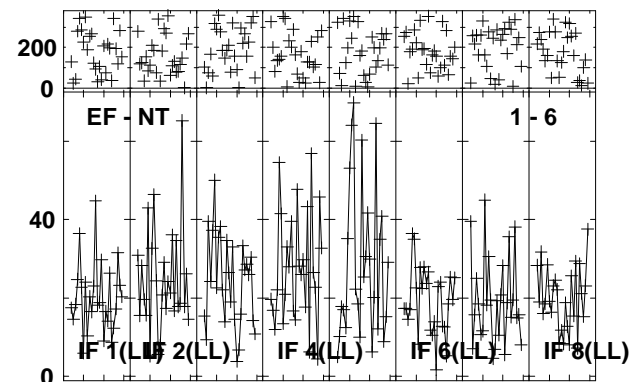 200
0
EF - NT 1 - 6
40
0
IF 1(LL) IF 2(LL) IF 4(LL) IF 6(LL) IF 8(LL)